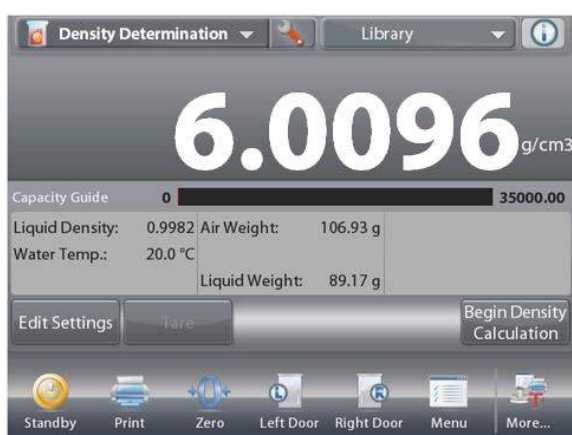 Density Determination Library
6.0096 g/cm3
Capacity Guide 0 35000.00
Liquid Density: 0.9982 Air Weight: 106.93 g
Water Temp.: 20.0 °C
Liquid Weight: 89.17 g
Edit Settings Tare Begin Density
Calculation
L R
Standby Print Zero Left Door Right Door Menu More...